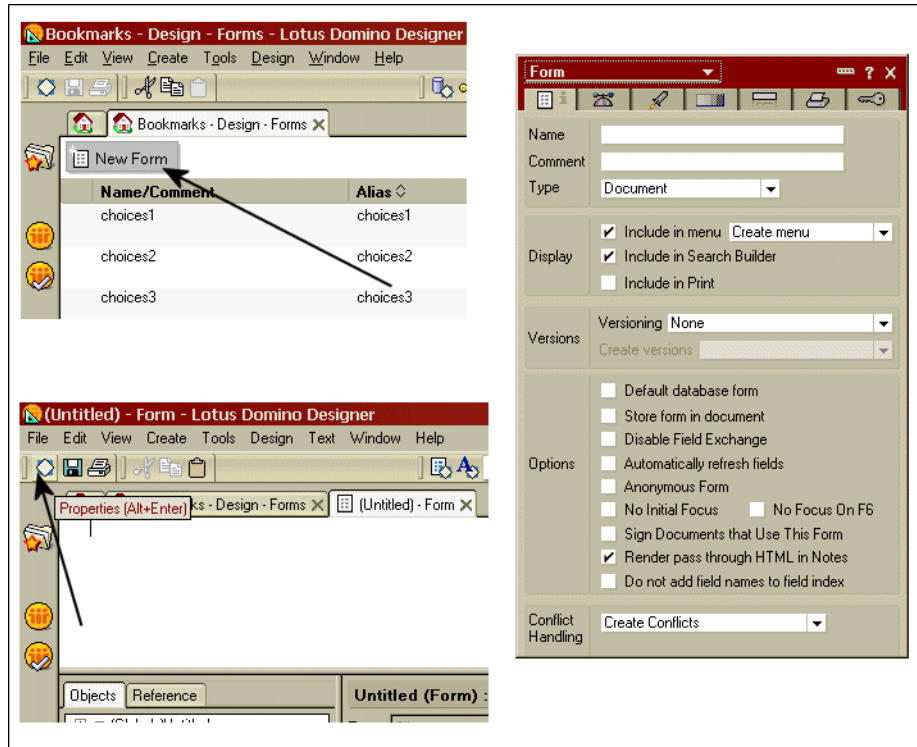 Bookmarks - Design - Forms - Lotus Domino Designer
File Edit View Create Tools Design Window Help
Bookmarks - Design - Forms
New Form
Name/Comment Alias
choices1 choices1
choices2 choices2
choices3 choices3
(Untitled) - Form - Lotus Domino Designer
File Edit View Create Tools Design Text Window Help
Properties (Alt+Enter) ks - Design - Forms (Untitled) - Form
Objects Reference Untitled (Form) :
Form
Name
Comment
Type Document
Display
Include in menu Create menu
Include in Search Builder
Include in Print
Versions
Versioning None
Create versions
Options
Default database form
Store form in document
Disable Field Exchange
Automatically refresh fields
Anonymous Form
No Initial Focus No Focus On F6
Sign Documents that Use This Form
Render pass through HTML in Notes
Do not add field names to field index
Conflict Handling Create Conflicts